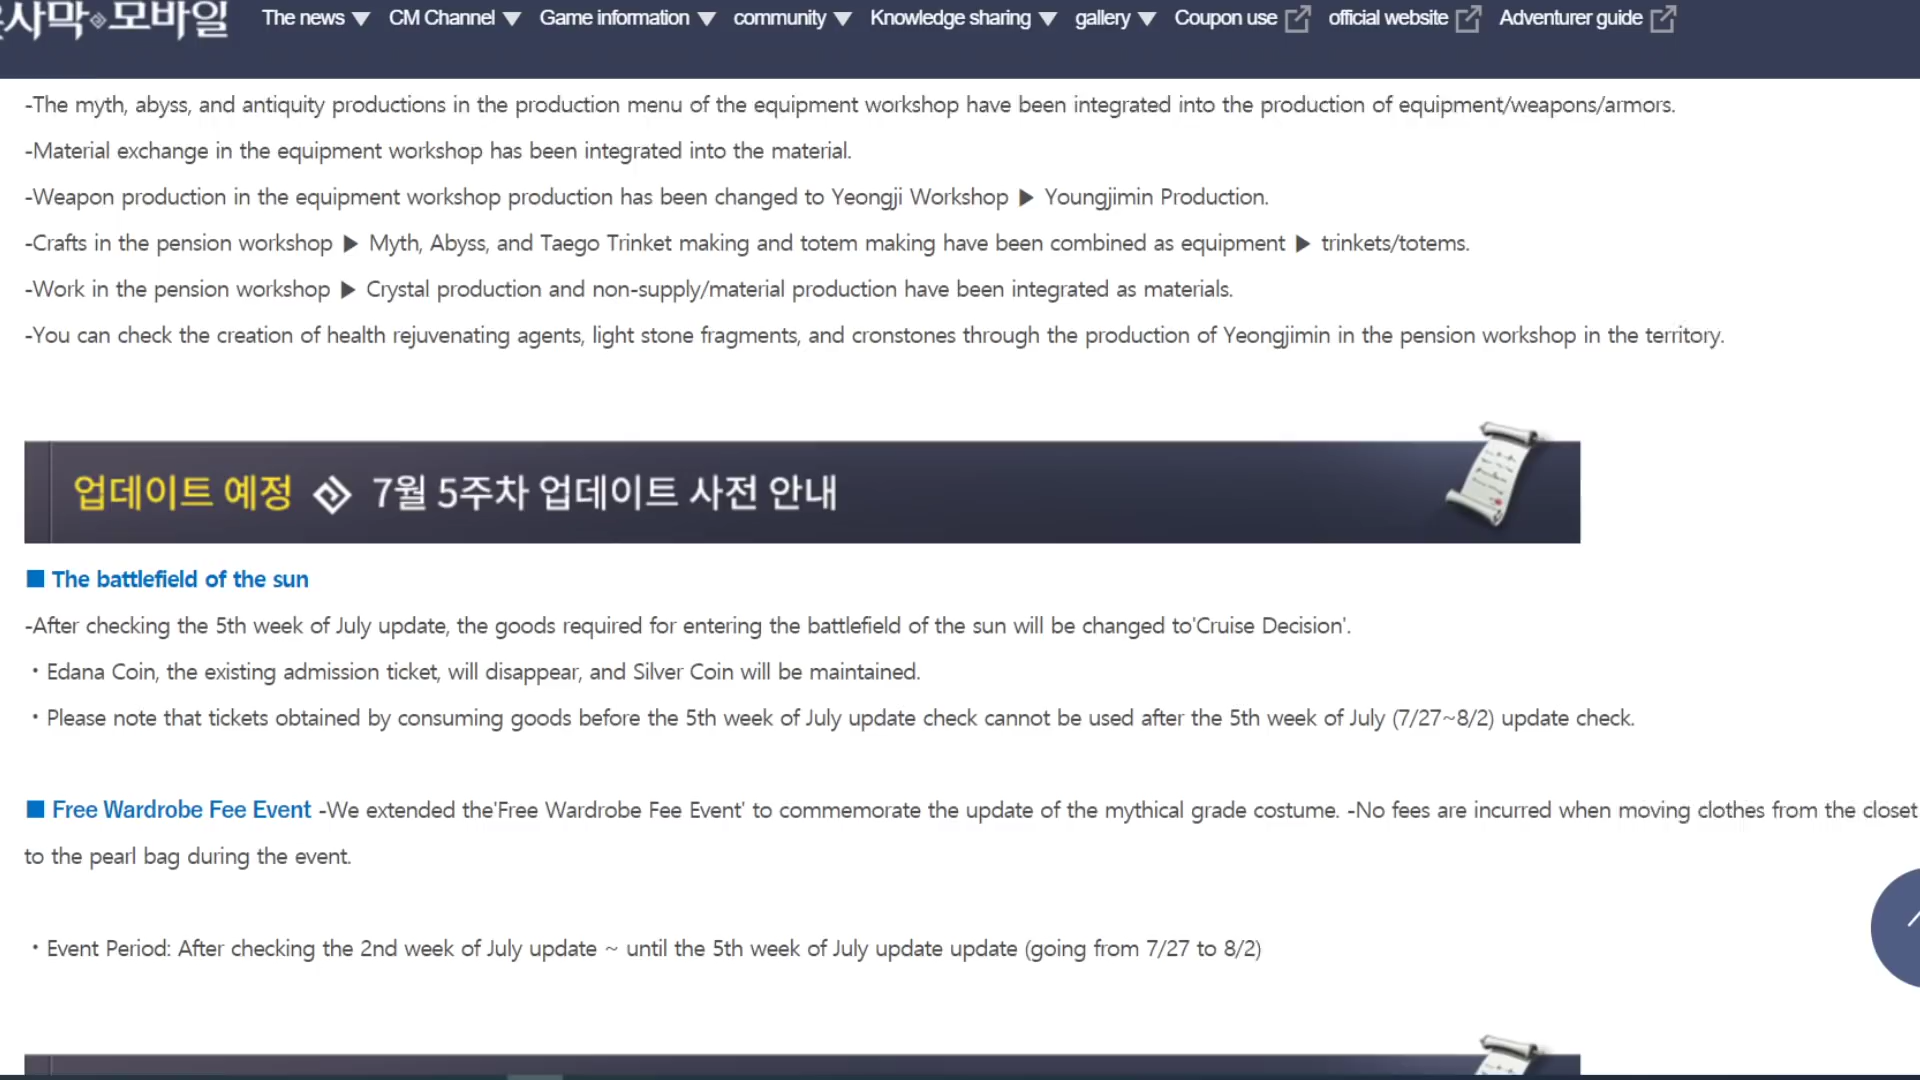 사막 모바일
The news ▼ CM Channel ▼ Game information ▼ community ▼ Knowledge sharing ▼ gallery ▼ Coupon use official website Adventurer guide
-The myth, abyss, and antiquity productions in the production menu of the equipment workshop have been integrated into the production of equipment/weapons/armors.
-Material exchange in the equipment workshop has been integrated into the material.
-Weapon production in the equipment workshop production has been changed to Yeongji Workshop ▶ Youngjimin Production.
-Crafts in the pension workshop ▶ Myth, Abyss, and Taego Trinket making and totem making have been combined as equipment ▶ trinkets/totems.
-Work in the pension workshop ▶ Crystal production and non-supply/material production have been integrated as materials.
-You can check the creation of health rejuvenating agents, light stone fragments, and cronstones through the production of Yeongjimin in the pension workshop in the territory.
업데이트 예정 7월 5주차 업데이트 사전 안내
■ The battlefield of the sun
-After checking the 5th week of July update, the goods required for entering the battlefield of the sun will be changed to'Cruise Decision'.
・Edana Coin, the existing admission ticket, will disappear, and Silver Coin will be maintained.
・Please note that tickets obtained by consuming goods before the 5th week of July update check cannot be used after the 5th week of July (7/27~8/2) update check.
■ Free Wardrobe Fee Event -We extended the'Free Wardrobe Fee Event' to commemorate the update of the mythical grade costume. -No fees are incurred when moving clothes from the closet
to the pearl bag during the event.
・Event Period: After checking the 2nd week of July update ~ until the 5th week of July update update (going from 7/27 to 8/2)